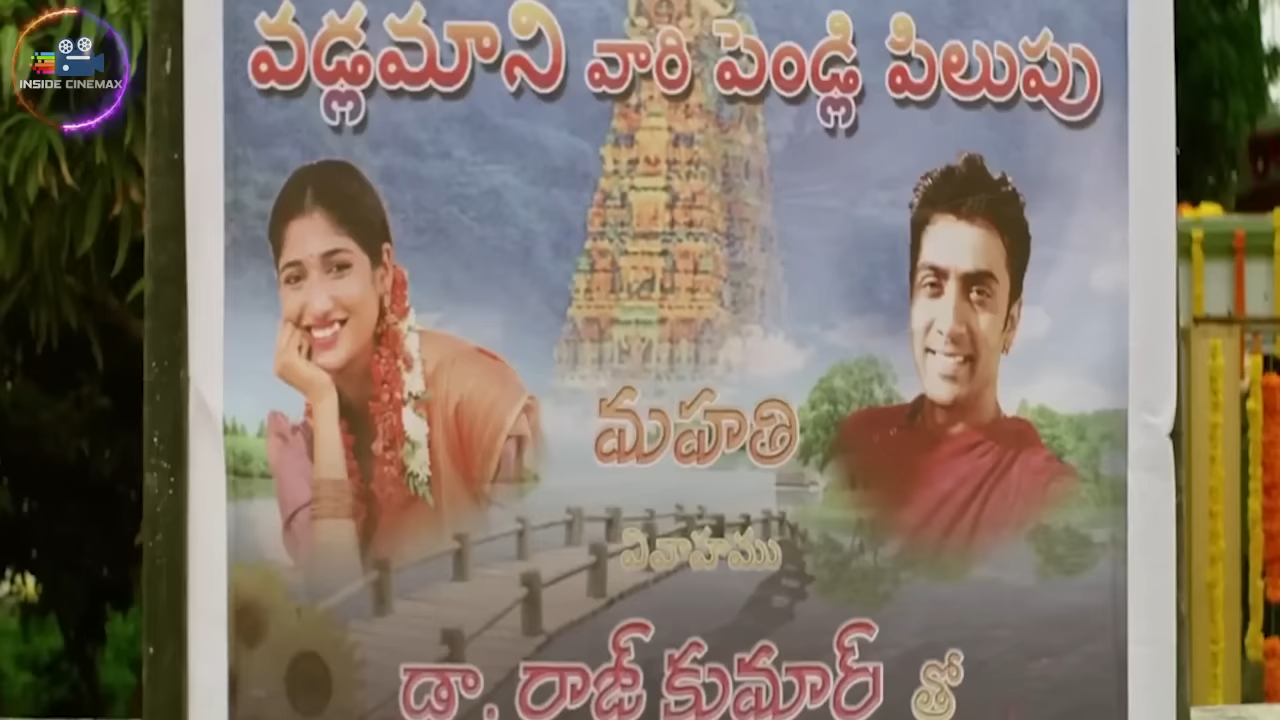 INSIDE CINEMAX
వడ్లమాని వారి పెండ్లి పిలుపు
మహతి
వివాహము
డా. రాజ్ కుమార్ తో